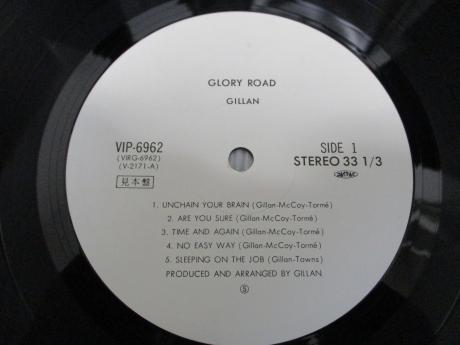 GLORY ROAD
GILLAN
VIP-6962
(VIRG-6962)
(V-2171-A)
見本盤
SIDE 1
STEREO 33 1/3
1. UNCHAIN YOUR BRAIN (Gillan-McCoy-Tormé)
2. ARE YOU SURE (Gillan-McCoy-Tormé)
3. TIME AND AGAIN (Gillan-McCoy-Tormé)
4. NO EASY WAY (Gillan-McCoy-Tormé)
5. SLEEPING ON THE JOB (Gillan-Towns)
PRODUCED AND ARRANGED BY GILLAN
Ⓢ